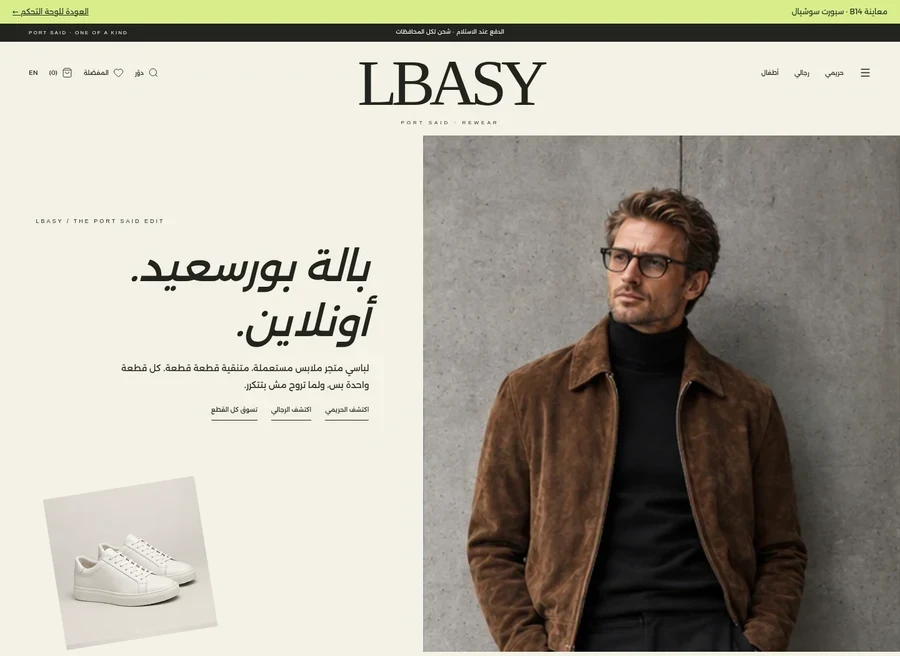 معاينة B14 · سبورت سوشيال
العودة للوحة التحكم ←
الدفع عند الاستلام · شحن لكل المحافظات
PORT SAID · ONE OF A KIND
حريمي
رجالي
أطفال
LBASY
PORT SAID · REWEAR
دوّر
المفضلة
(0)
EN
LBASY / THE PORT SAID EDIT
بالة بورسعيد.
أونلاين.
لباسي متجر ملابس مستعملة، متنقية قطعة قطعة. كل قطعة
واحدة بس، ولما تروح مش بتتكرر.
اكتشف الحريمي
اكتشف الرجالي
تسوق كل القطع